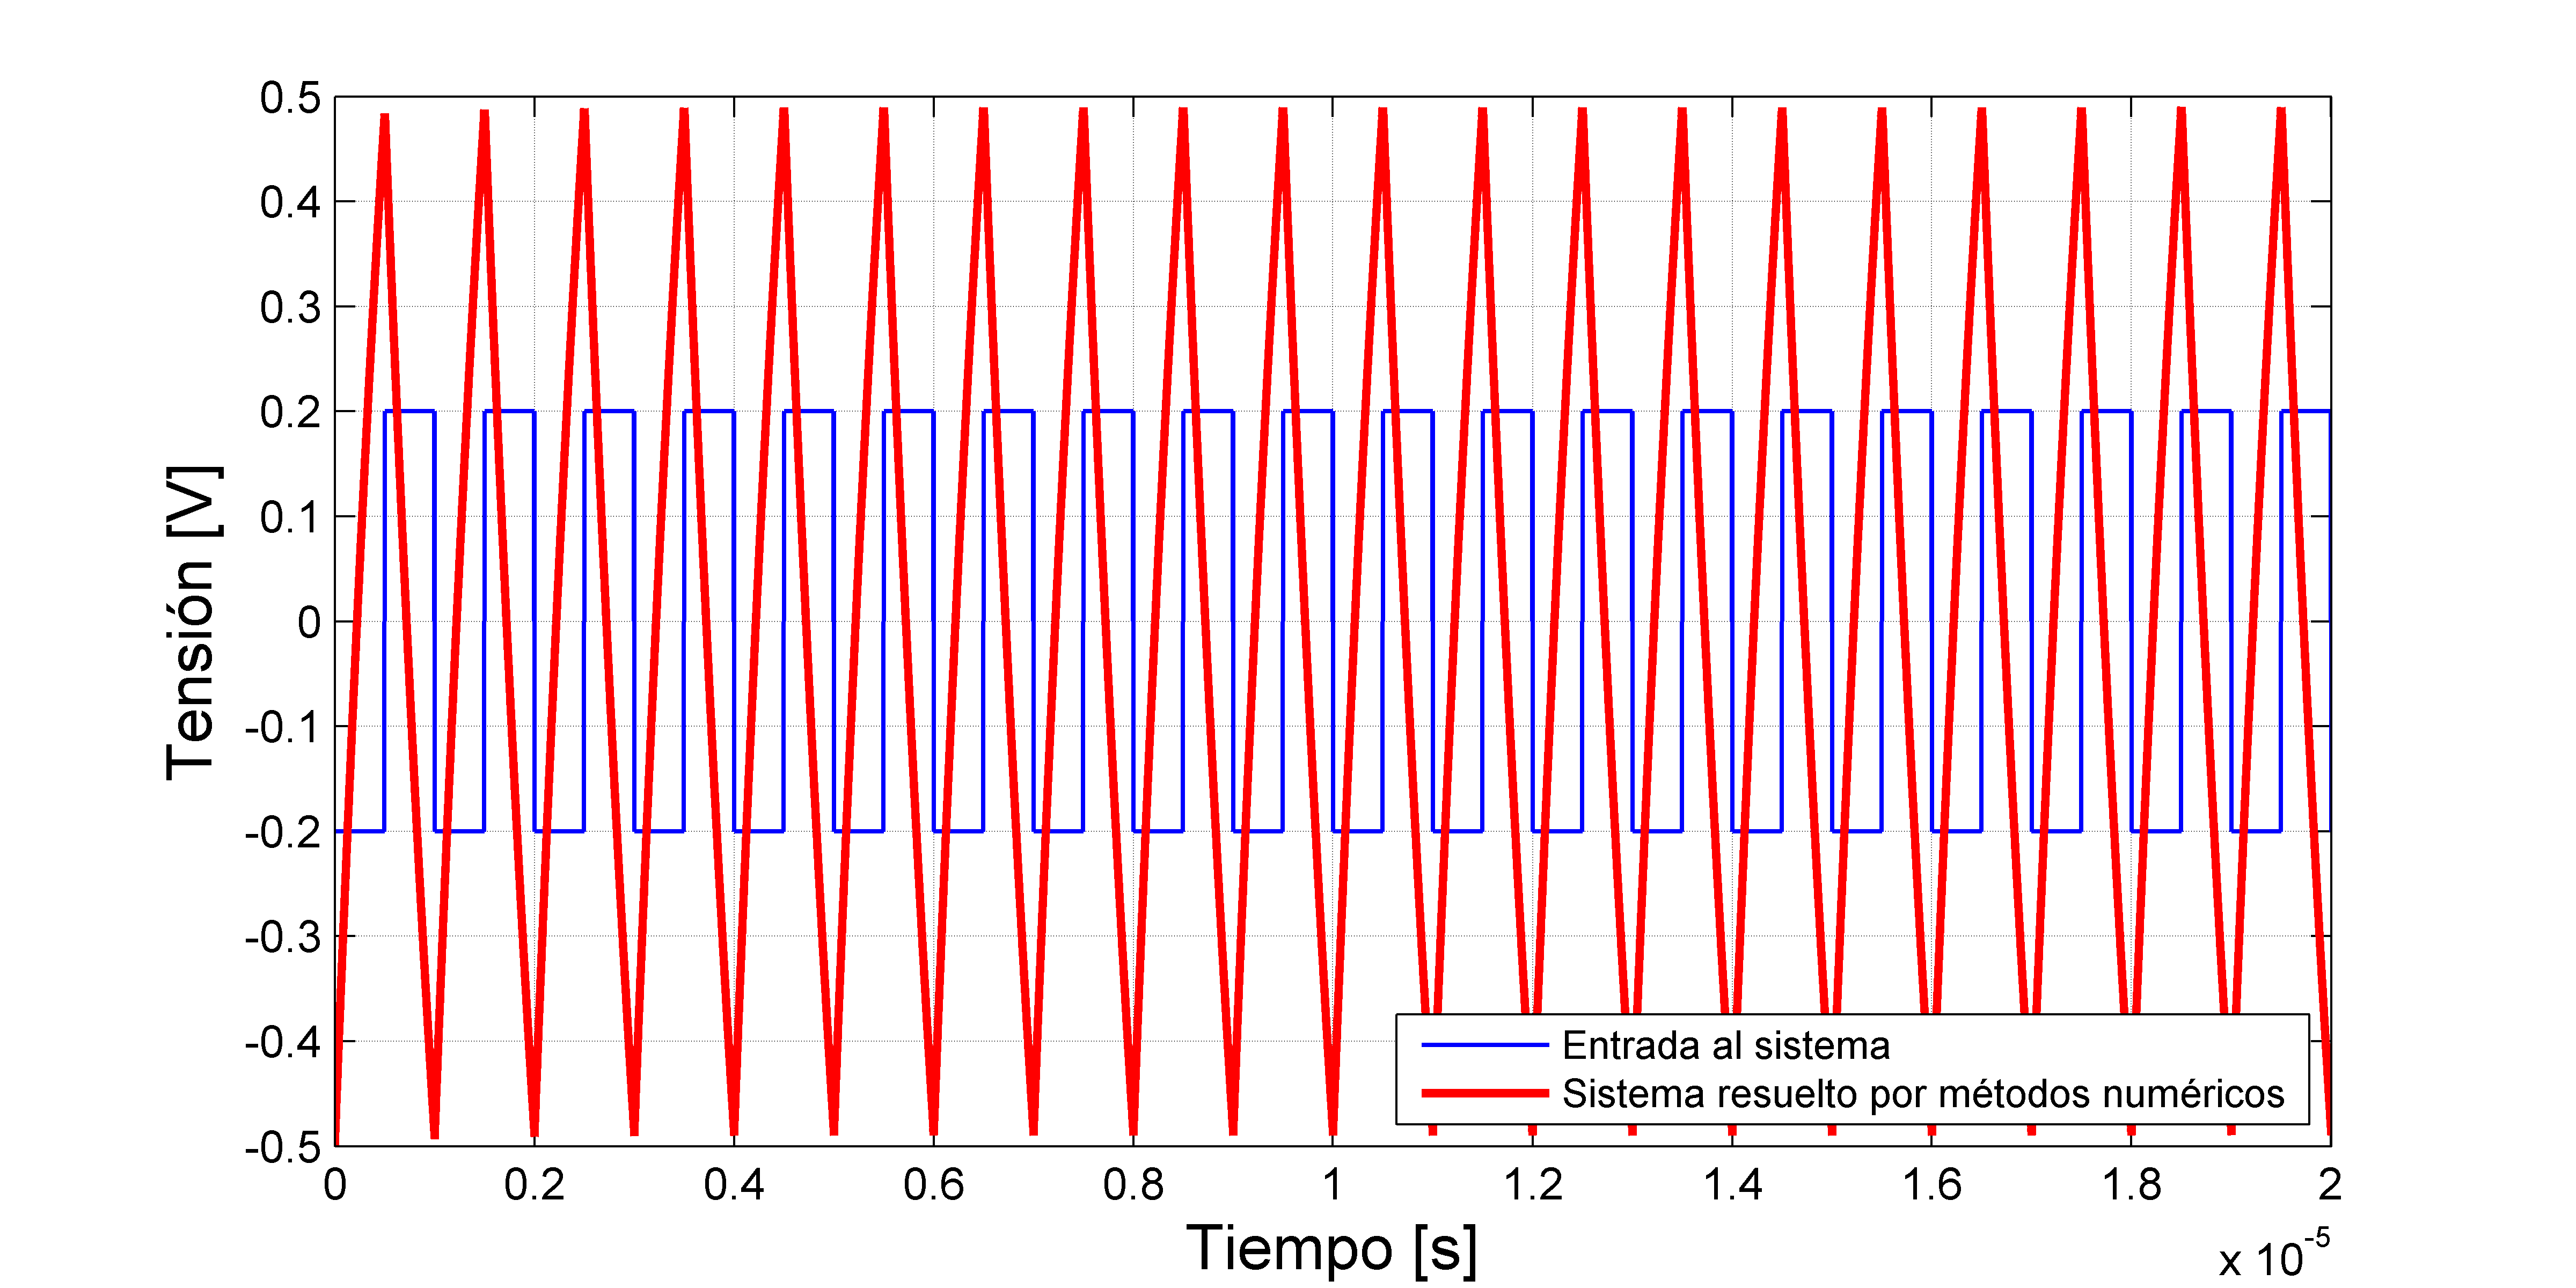 0.5
0.4
0.3
0.2
0.1
0
-0.1
-0.2
-0.3
-0.4
-0.5
Tensión [V]
0 0.2 0.4 0.6 0.8 1 1.2 1.4 1.6 1.8 2
Tiempo [s]
x 10⁻⁵
Entrada al sistema
Sistema resuelto por métodos numéricos